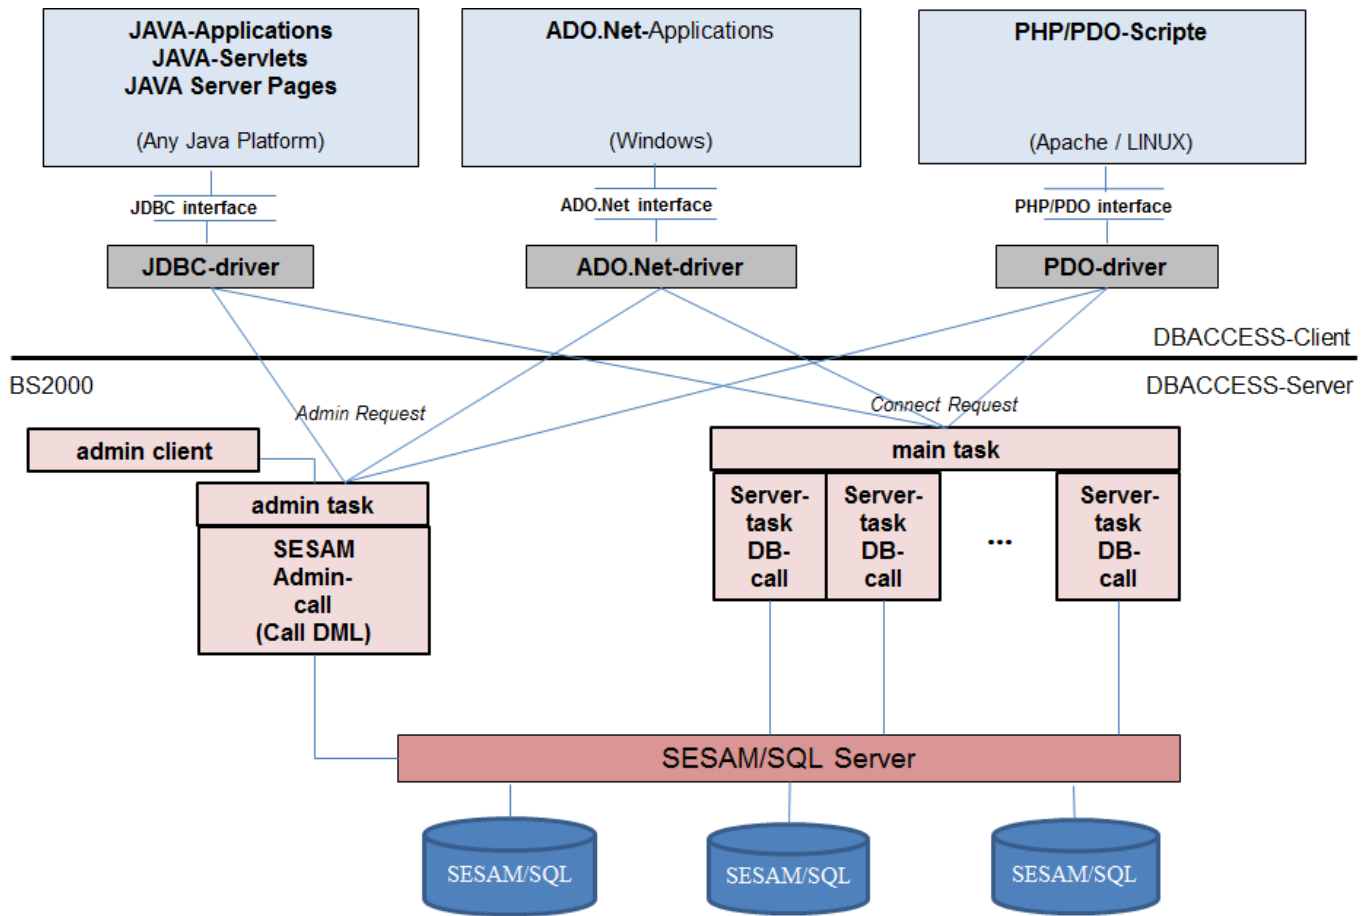 JAVA-Applications
JAVA-Servlets
JAVA Server Pages
(Any Java Platform)
ADO.Net-Applications
(Windows)
PHP/PDO-Scripte
(Apache / LINUX)
JDBC interface
ADO.Net interface
PHP/PDO interface
JDBC-driver
ADO.Net-driver
PDO-driver
DBACCESS-Client
BS2000
DBACCESS-Server
Admin Request
Connect Request
admin client
main task
admin task
SESAM
Admin-
call
(Call DML)
Server-
task
DB-
call
Server-
task
DB-
call
...
Server-
task
DB-
call
SESAM/SQL Server
SESAM/SQL
SESAM/SQL
SESAM/SQL